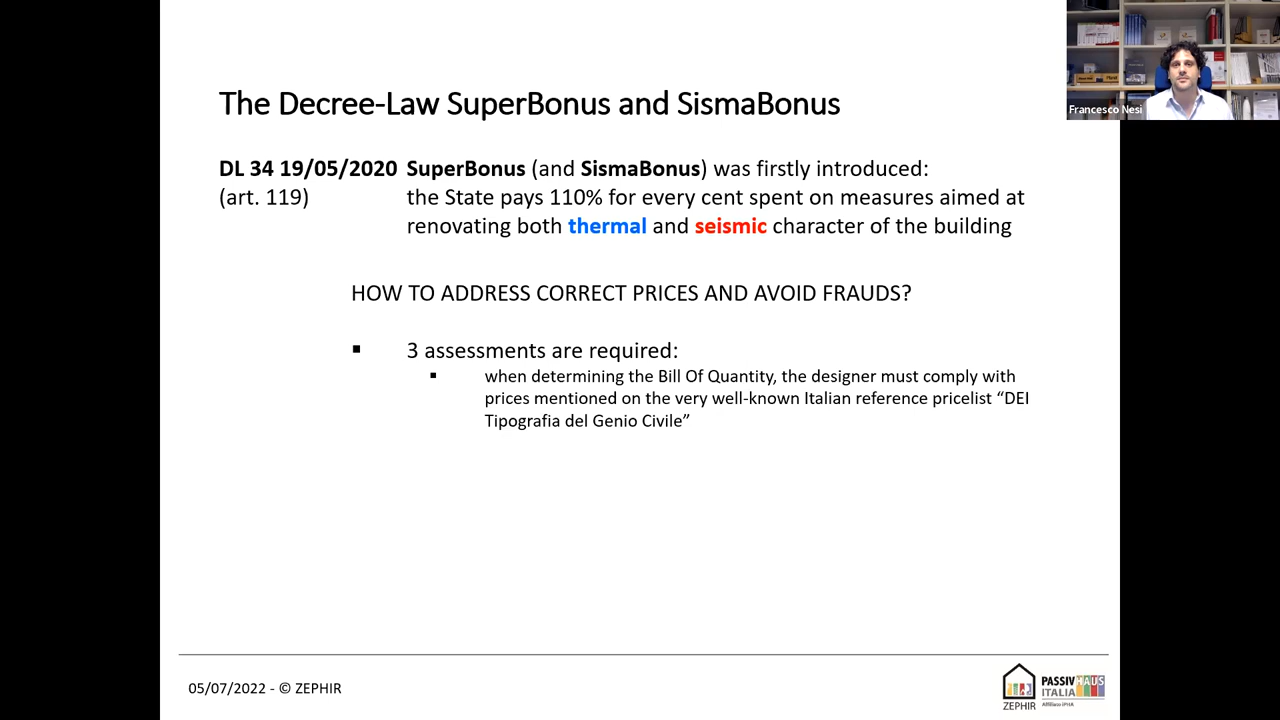 The Decree-Law SuperBonus and SismaBonus
Francesco Nesi
DL 34 19/05/2020 SuperBonus (and SismaBonus) was firstly introduced:
(art. 119) the State pays 110% for every cent spent on measures aimed at
renovating both thermal and seismic character of the building
HOW TO ADDRESS CORRECT PRICES AND AVOID FRAUDS?
▪ 3 assessments are required:
▪ when determining the Bill Of Quantity, the designer must comply with
prices mentioned on the very well-known Italian reference pricelist “DEI
Tipografia del Genio Civile”
05/07/2022 - © ZEPHIR
ZEPHIR
PASSIVHAUS
ITALIA
Affiliato iPHA